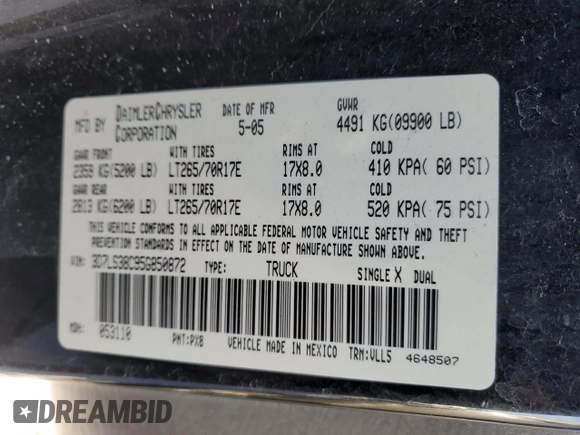 MFD BY DAIMLERCHRYSLER CORPORATION DATE OF MFR 5-05 GVWR 4491 KG(09900 LB)
GAWR FRONT WITH TIRES RIMS AT COLD
2359 KG(5200 LB) LT265/70R17E 17X8.0 410 KPA( 60 PSI)
GAWR REAR WITH TIRES RIMS AT COLD
2813 KG(6200 LB) LT265/70R17E 17X8.0 520 KPA( 75 PSI)
THIS VEHICLE CONFORMS TO ALL APPLICABLE FEDERAL MOTOR VEHICLE SAFETY AND THEFT
PREVENTION STANDARDS IN EFFECT ON THE DATE OF MANUFACTURE SHOWN ABOVE.
VIN: 3D7LS38C95G850872 TYPE: TRUCK SINGLE X DUAL
MDH: 053110 PNT:PX8 VEHICLE MADE IN MEXICO TRM:VLL5 4648507
DREAMBID